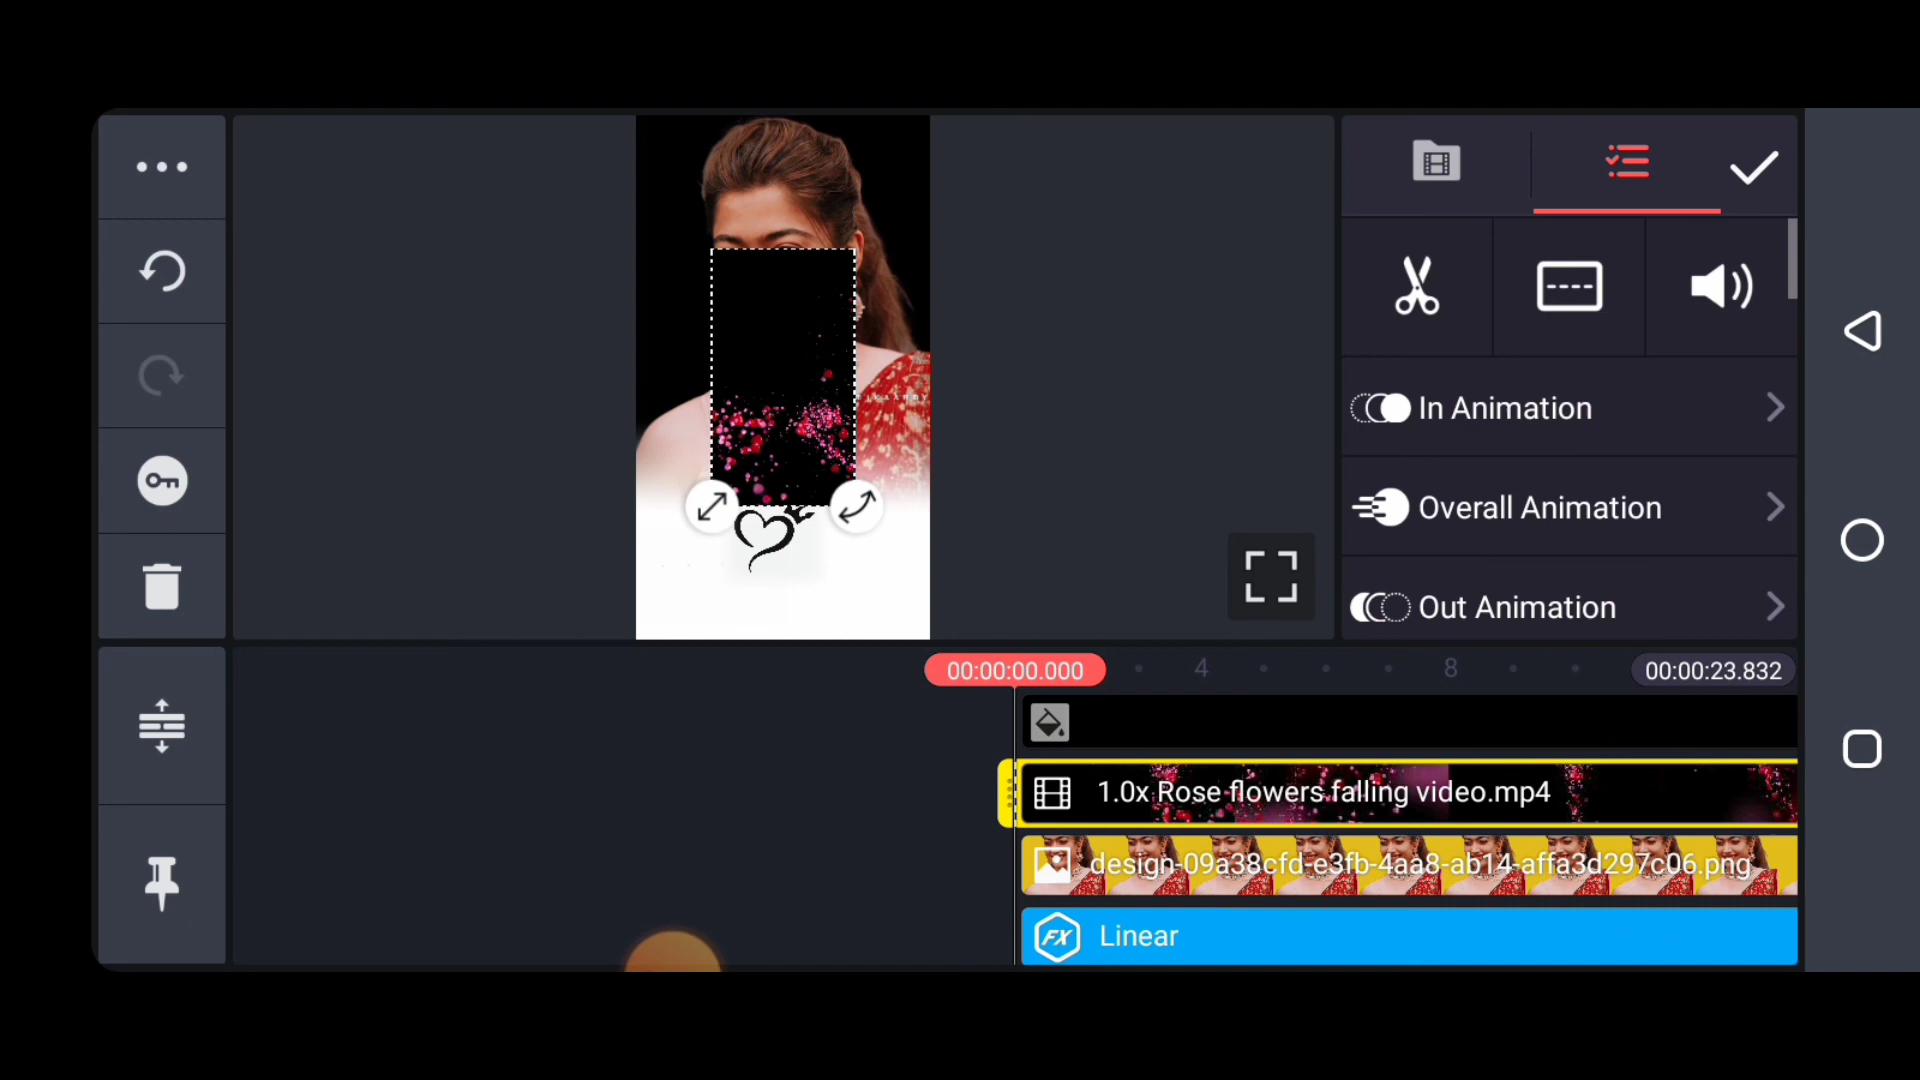 In Animation
Overall Animation
Out Animation
00:00:00.000
4
8
00:00:23.832
1.0x Rose flowers falling video.mp4
design-09a38cfd-e3fb-4aa8-ab14-affa3d297c06.png
FX Linear